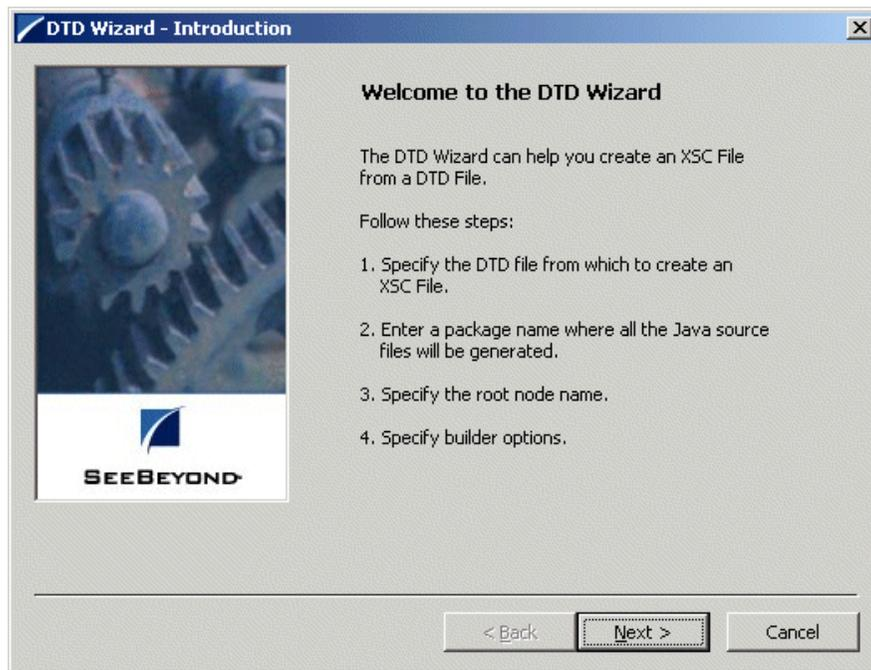 DTD Wizard - Introduction
Welcome to the DTD Wizard
The DTD Wizard can help you create an XSC File
from a DTD File.
Follow these steps:
1. Specify the DTD file from which to create an
XSC File.
2. Enter a package name where all the Java source
files will be generated.
3. Specify the root node name.
4. Specify builder options.
SEEBEYOND
< Back
Next >
Cancel